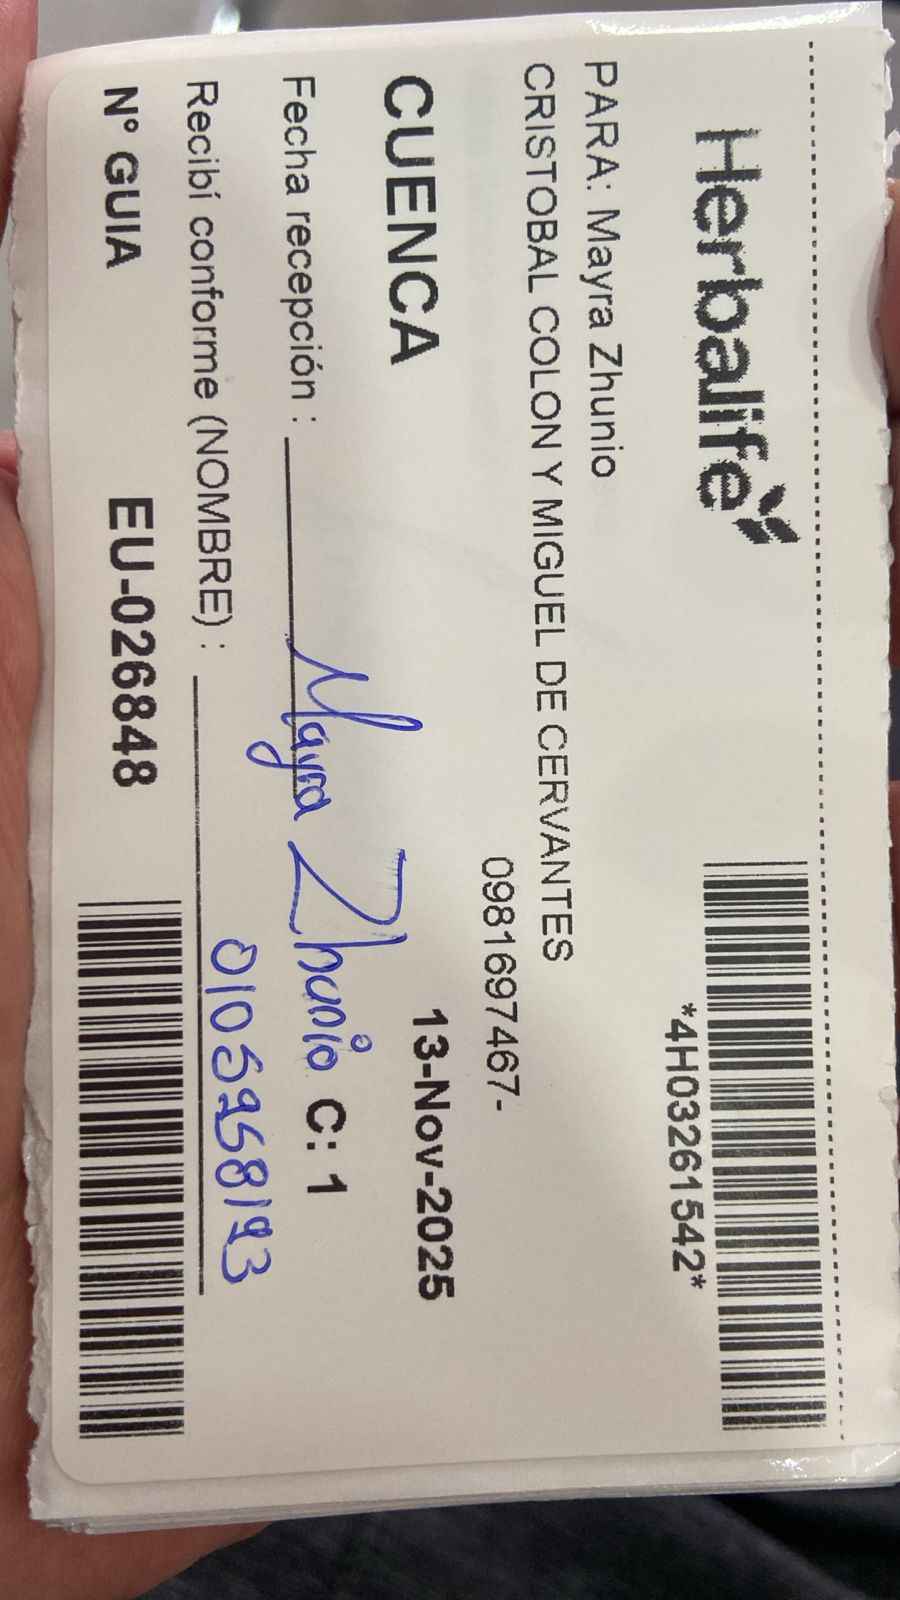 Herbalife
*4H03261542*
PARA: Mayra Zhunio
CRISTOBAL COLON Y MIGUEL DE CERVANTES
0981697467-
CUENCA
13-Nov-2025
Fecha recepción : Mayra Zhunio C: 1
Recibí conforme (NOMBRE) : 0105958193
N° GUIA EU-026848